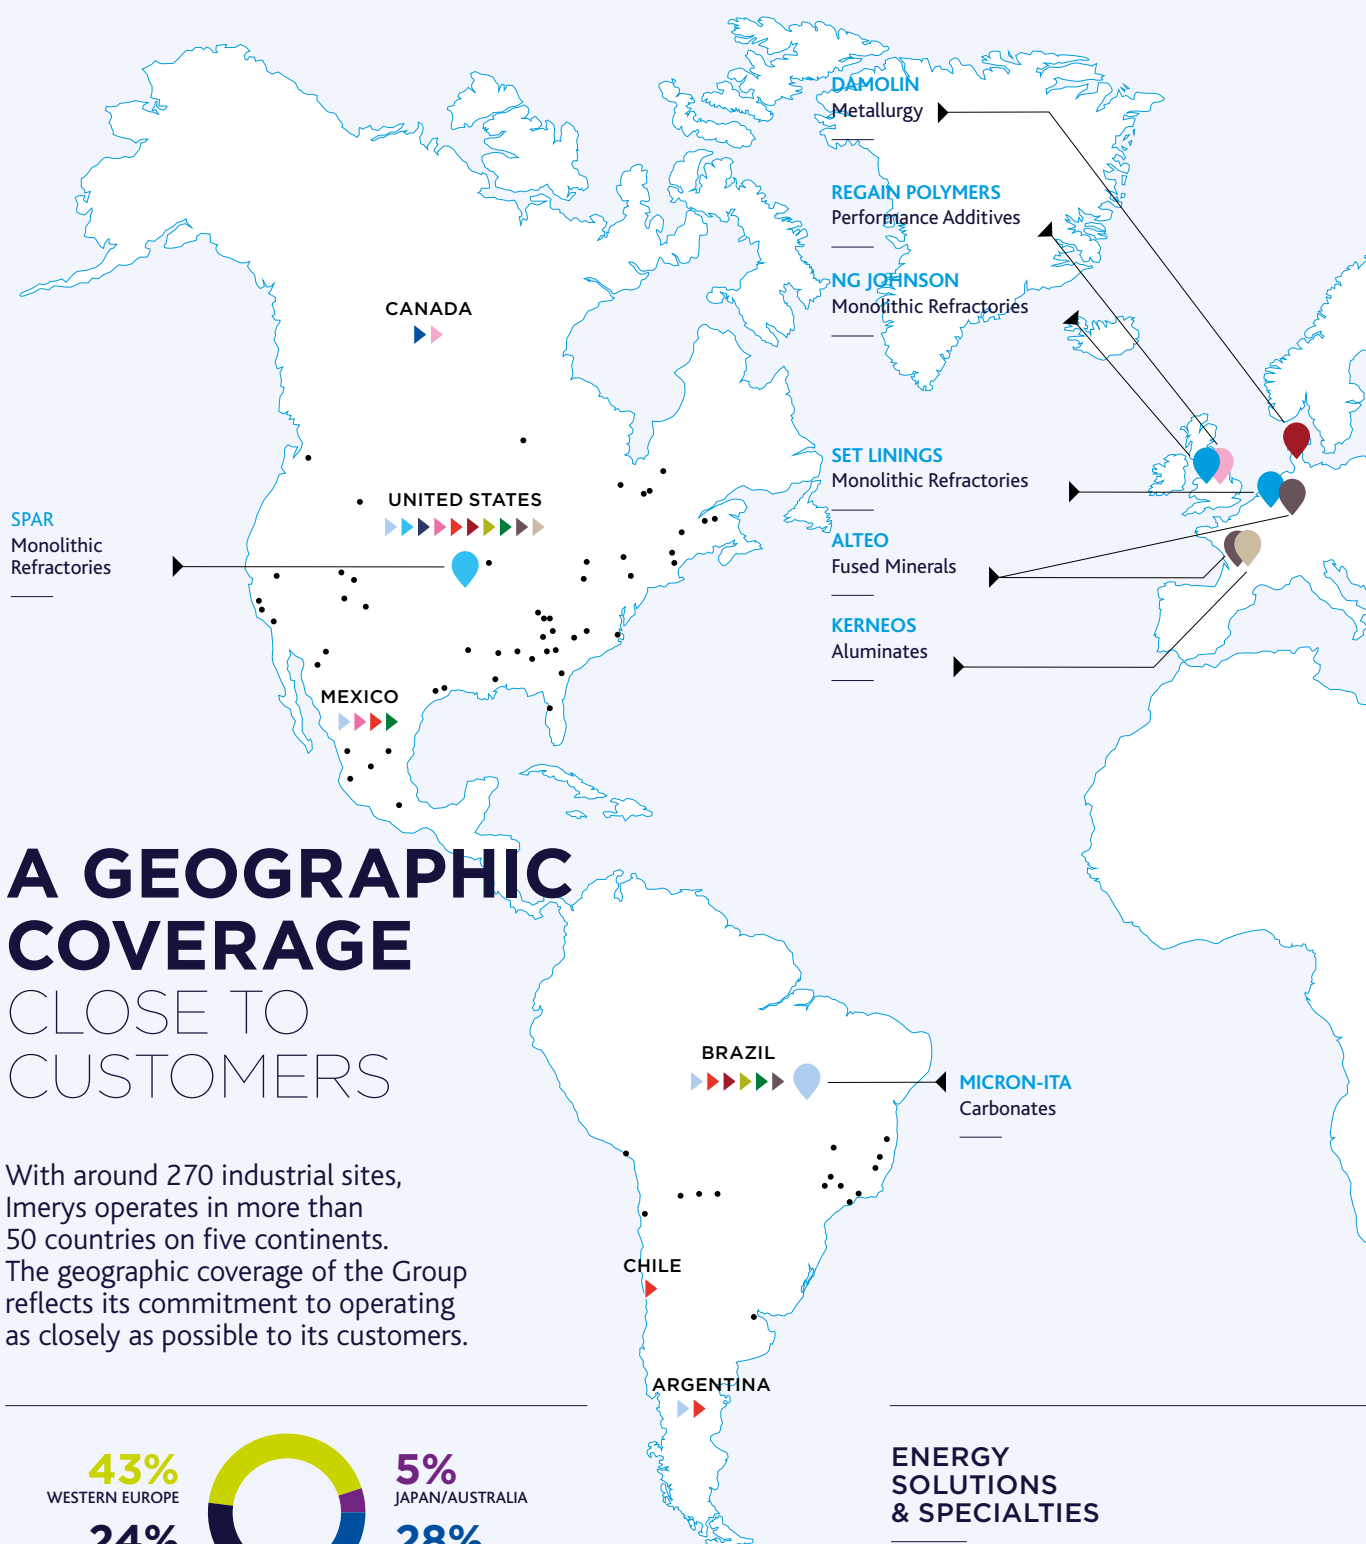 DAMOLIN
Metallurgy
REGAIN POLYMERS
Performance Additives
NG JOHNSON
Monolithic Refractories
CANADA
SET LININGS
Monolithic Refractories
UNITED STATES
SPAR
Monolithic
Refractories
ALTEO
Fused Minerals
KERNEOS
Aluminates
MEXICO
A GEOGRAPHIC
COVERAGE
CLOSE TO
CUSTOMERS
BRAZIL
MICRON-ITA
Carbonates
With around 270 industrial sites,
Imerys operates in more than
50 countries on five continents.
The geographic coverage of the Group
reflects its commitment to operating
as closely as possible to its customers.
CHILE
ARGENTINA
43%
WESTERN EUROPE
5%
JAPAN/AUSTRALIA
24%
28%
ENERGY
SOLUTIONS
& SPECIALTIES